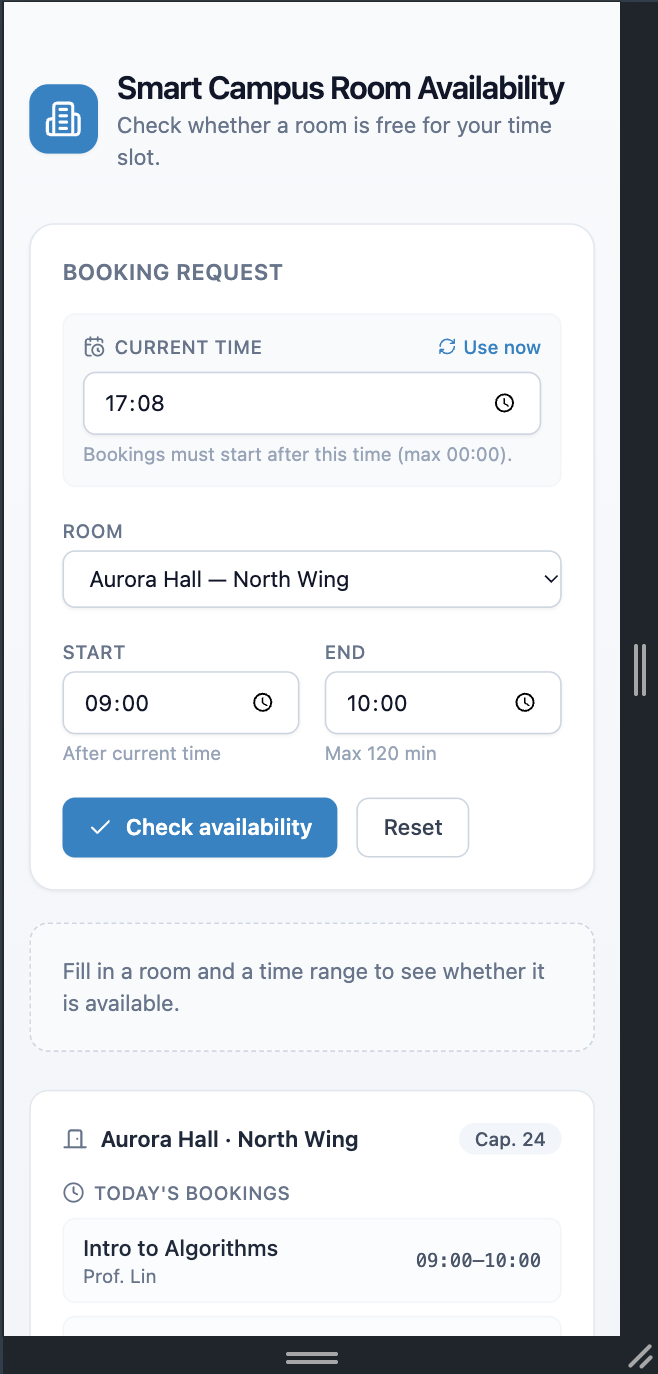 Smart Campus Room Availability
Check whether a room is free for your time
slot.
BOOKING REQUEST
CURRENT TIME
Use now
17:08
Bookings must start after this time (max 00:00).
ROOM
Aurora Hall — North Wing
START
END
09:00
10:00
After current time
Max 120 min
Check availability
Reset
Fill in a room and a time range to see whether it
is available.
Aurora Hall · North Wing
Cap. 24
TODAY'S BOOKINGS
Intro to Algorithms
Prof. Lin
09:00–10:00